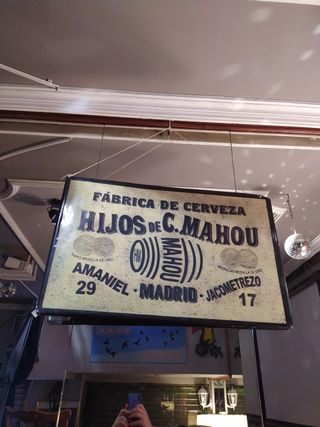 FÁBRICA DE CERVEZA
HIJOS DE C. MAHOU
MAHOU
AMANIEL · MADRID · JACOMETREZO
29 17